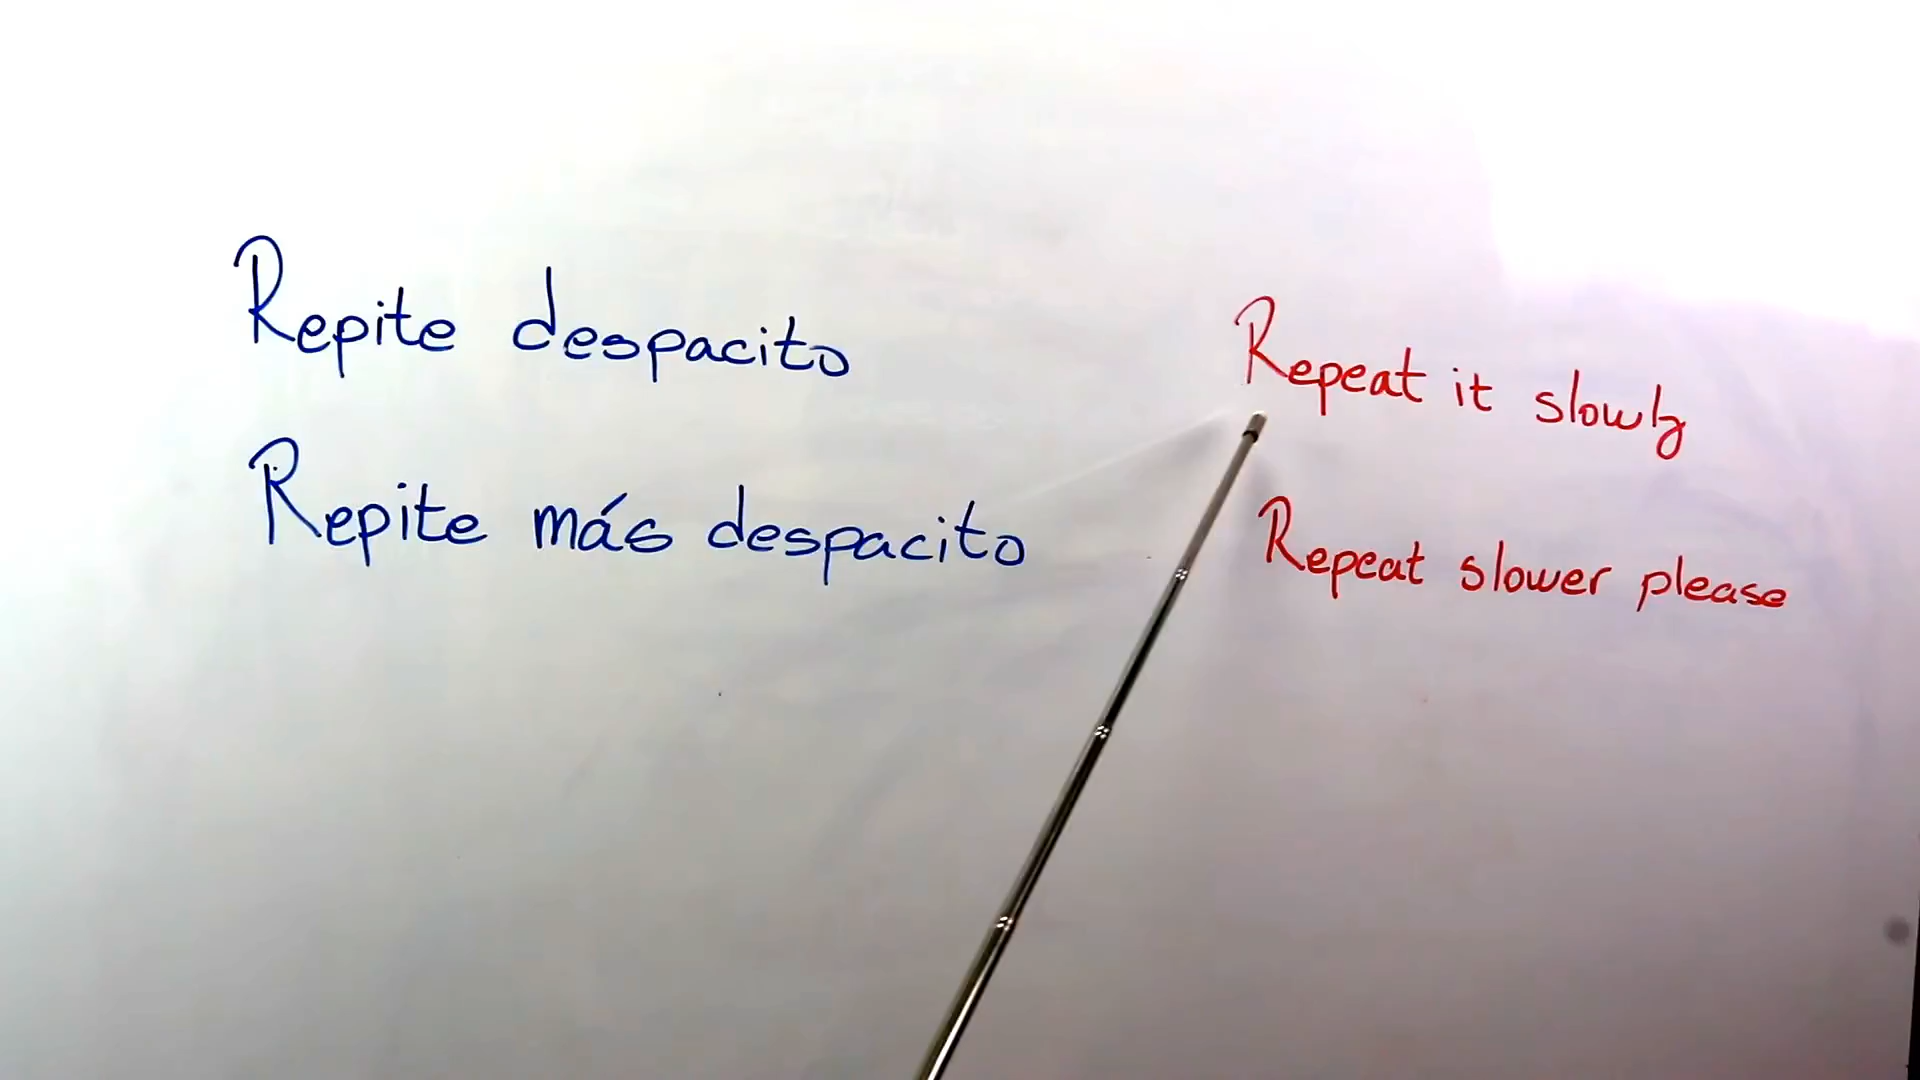 Repite despacito
Repeat it slowly
Repite más despacito
Repeat slower please